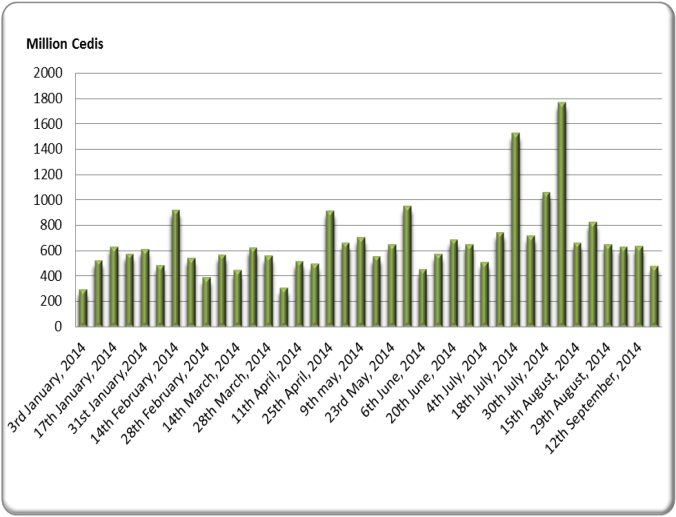 Million Cedis
2000
1800
1600
1400
1200
1000
800
600
400
200
0
3rd January, 2014
17th January, 2014
31st January,2014
14th February, 2014
28th February, 2014
14th March, 2014
28th March, 2014
11th April, 2014
25th April, 2014
9th may, 2014
23rd May, 2014
6th June, 2014
20th June, 2014
4th July, 2014
18th July, 2014
30th July, 2014
15th August, 2014
29th August, 2014
12th September, 2014